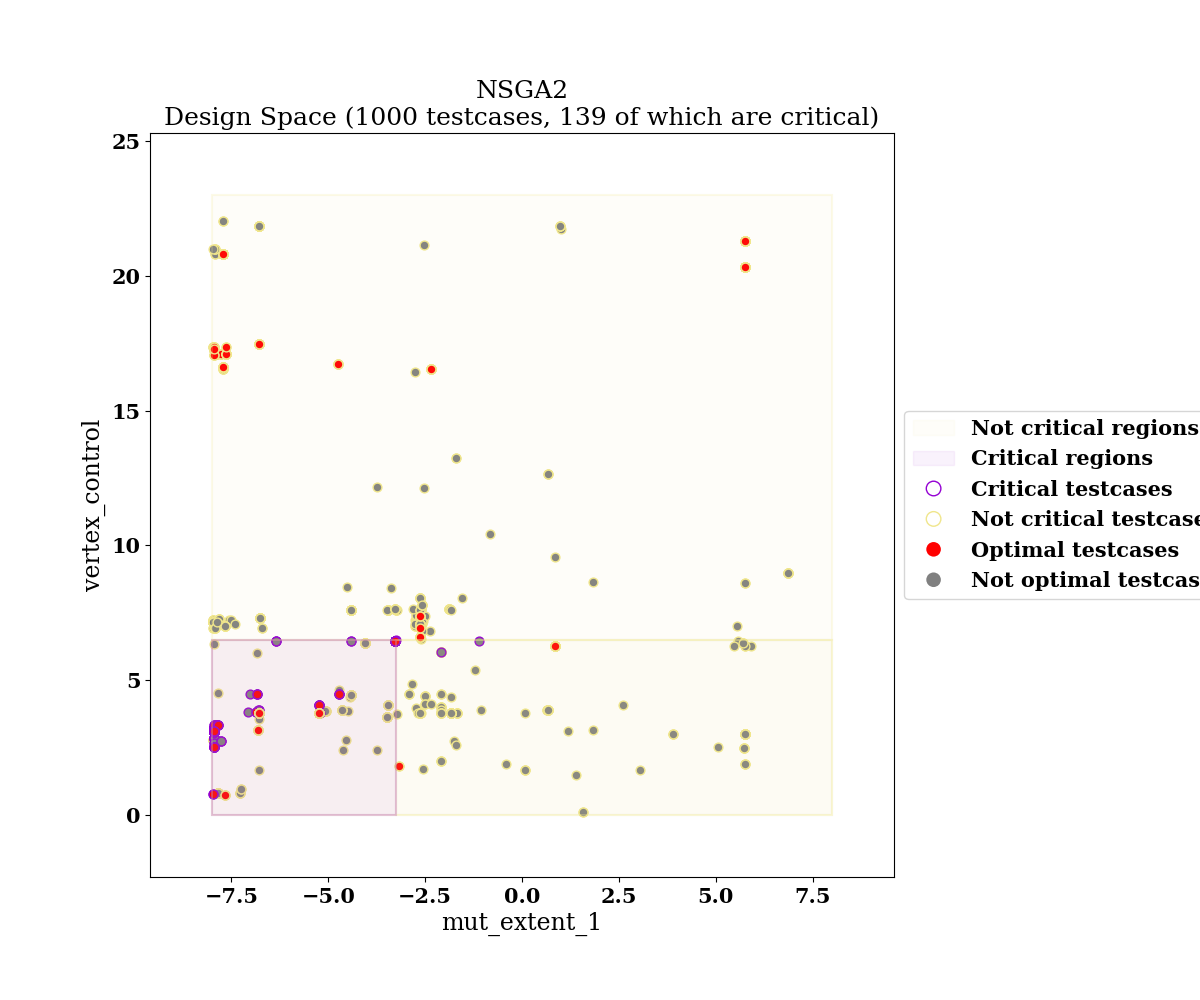 NSGA2
Design Space (1000 testcases, 139 of which are critical)
25
20
15
10
5
0
vertex_control
−7.5 −5.0 −2.5 0.0 2.5 5.0 7.5
mut_extent_1
Not critical regions
Critical regions
Critical testcases
Not critical testcase
Optimal testcases
Not optimal testcas